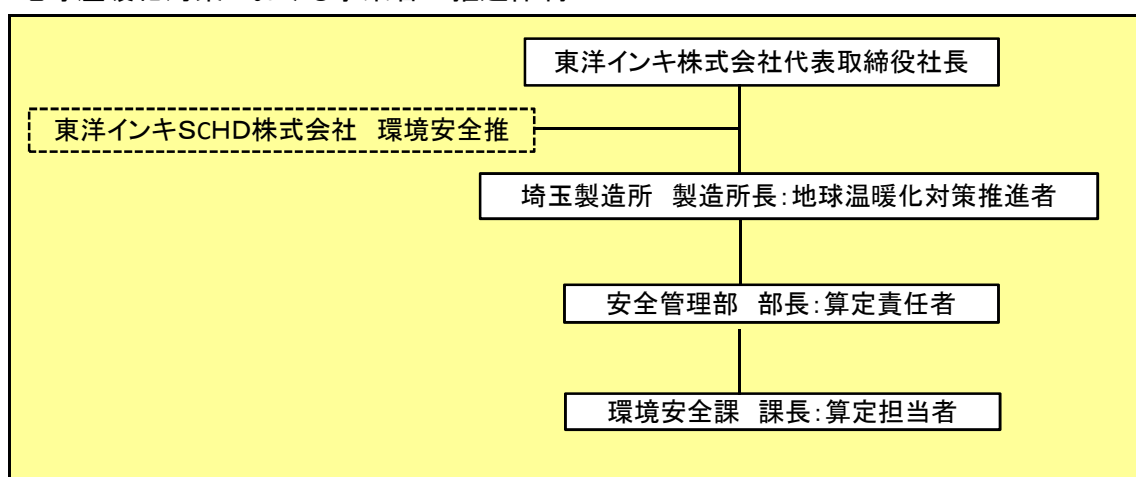 東洋インキ株式会社代表取締役社長
東洋インキSCHD株式会社 環境安全推
埼玉製造所 製造所長:地球温暖化対策推進者
安全管理部 部長:算定責任者
環境安全課 課長:算定担当者